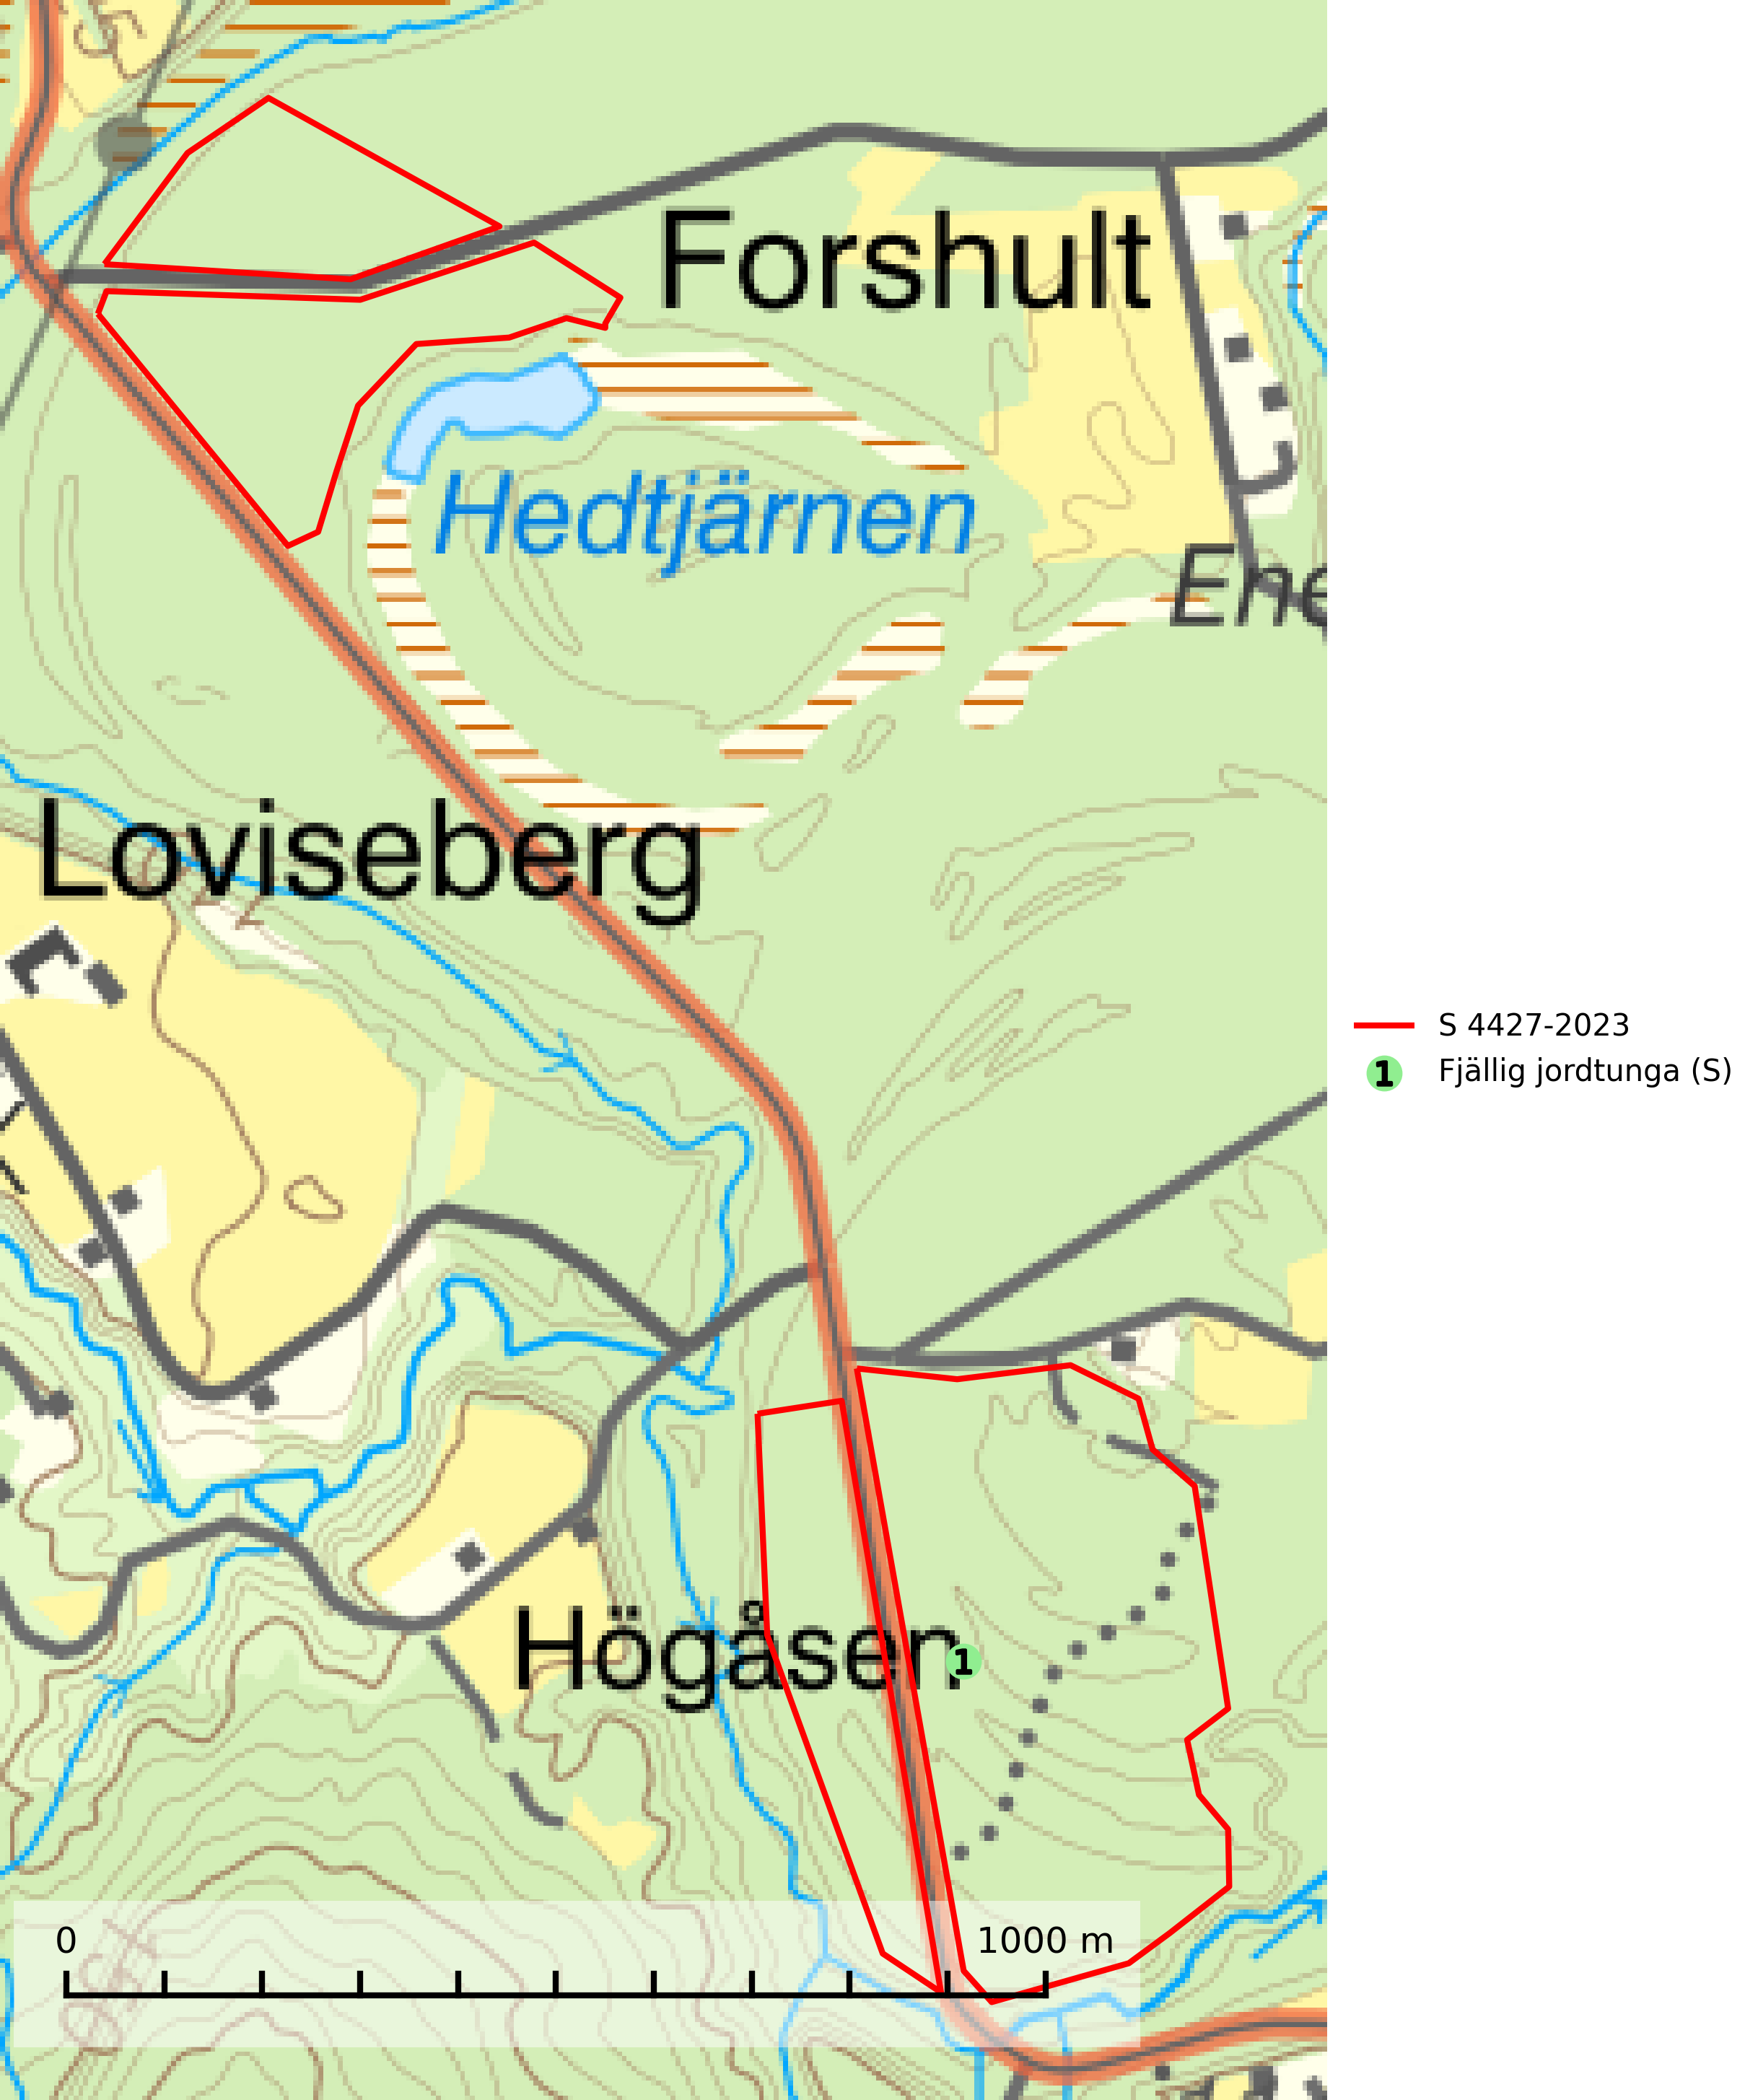 Forshult
Hedtjärnen
Ene
Loviseberg
S 4427-2023
1 Fjällig jordtunga (S)
Högåsen
1
0 1000 m